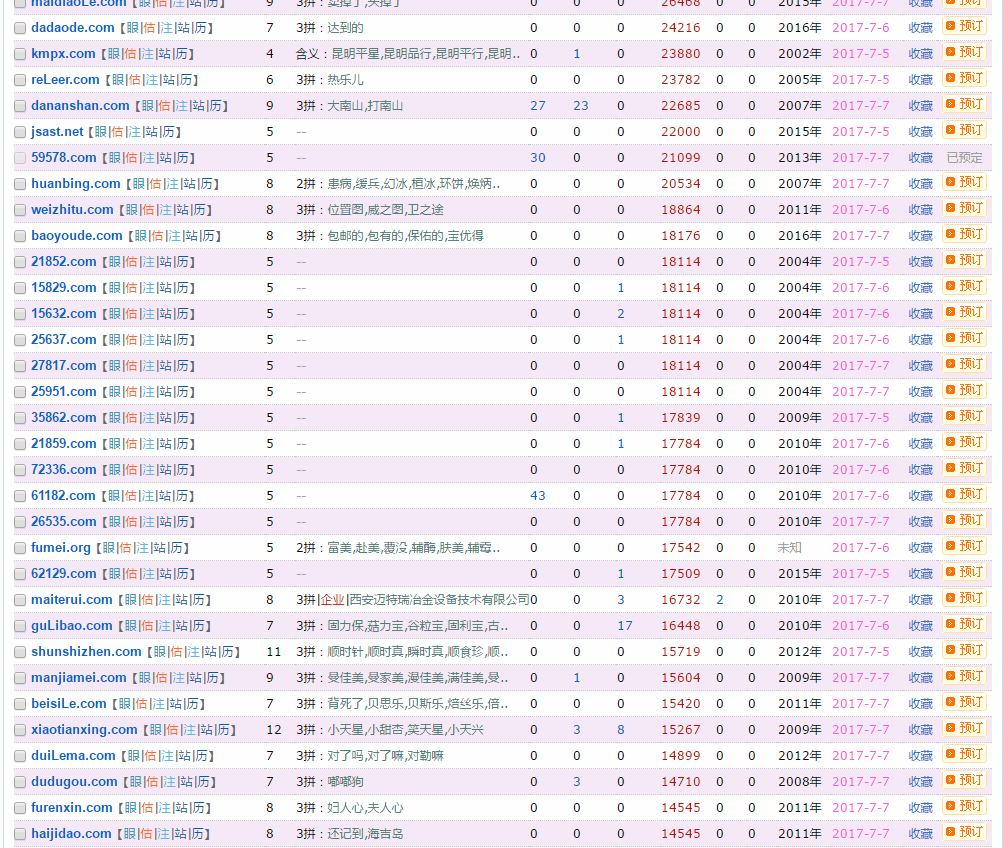 maidiaoLe.com【眼|估|注|站|历】 9 3拼：卖掉了,买掉了 0 0 0 26468 0 0 2015年 2017-7-7 收藏 预订
dadaode.com【眼|估|注|站|历】 7 3拼：达到的 0 0 0 24216 0 0 2016年 2017-7-6 收藏 预订
kmpx.com【眼|估|注|站|历】 4 含义：昆明平星,昆明品行,昆明平行,昆明.. 0 1 0 23880 0 0 2002年 2017-7-5 收藏 预订
reLeer.com【眼|估|注|站|历】 6 3拼：热乐儿 0 0 0 23782 0 0 2005年 2017-7-5 收藏 预订
dananshan.com【眼|估|注|站|历】 9 3拼：大南山,打南山 27 23 0 22685 0 0 2007年 2017-7-7 收藏 预订
jsast.net【眼|估|注|站|历】 5 -- 0 0 0 22000 0 0 2015年 2017-7-5 收藏 预订
59578.com【眼|估|注|站|历】 5 -- 30 0 0 21099 0 0 2013年 2017-7-7 收藏 已预定
huanbing.com【眼|估|注|站|历】 8 2拼：患病,缓兵,幻冰,桓冰,环饼,焕炳.. 0 0 0 20534 0 0 2007年 2017-7-7 收藏 预订
weizhitu.com【眼|估|注|站|历】 8 3拼：位置图,威之图,卫之途 0 0 0 18864 0 0 2011年 2017-7-6 收藏 预订
baoyoude.com【眼|估|注|站|历】 8 3拼：包邮的,包有的,保佑的,宝优得 0 0 0 18176 0 0 2016年 2017-7-7 收藏 预订
21852.com【眼|估|注|站|历】 5 -- 0 0 0 18114 0 0 2004年 2017-7-5 收藏 预订
15829.com【眼|估|注|站|历】 5 -- 0 0 1 18114 0 0 2004年 2017-7-6 收藏 预订
15632.com【眼|估|注|站|历】 5 -- 0 0 2 18114 0 0 2004年 2017-7-6 收藏 预订
25637.com【眼|估|注|站|历】 5 -- 0 0 1 18114 0 0 2004年 2017-7-6 收藏 预订
27817.com【眼|估|注|站|历】 5 -- 0 0 0 18114 0 0 2004年 2017-7-7 收藏 预订
25951.com【眼|估|注|站|历】 5 -- 0 0 0 18114 0 0 2004年 2017-7-7 收藏 预订
35862.com【眼|估|注|站|历】 5 -- 0 0 1 17839 0 0 2009年 2017-7-5 收藏 预订
21859.com【眼|估|注|站|历】 5 -- 0 0 1 17784 0 0 2010年 2017-7-6 收藏 预订
72336.com【眼|估|注|站|历】 5 -- 0 0 0 17784 0 0 2010年 2017-7-6 收藏 预订
61182.com【眼|估|注|站|历】 5 -- 43 0 0 17784 0 0 2010年 2017-7-6 收藏 预订
26535.com【眼|估|注|站|历】 5 -- 0 0 0 17784 0 0 2010年 2017-7-7 收藏 预订
fumei.org【眼|估|注|站|历】 5 2拼：富美,赴美,覆没,辅酶,肤美,辅霉.. 0 0 0 17542 0 0 未知 2017-7-6 收藏 预订
62129.com【眼|估|注|站|历】 5 -- 0 0 1 17509 0 0 2015年 2017-7-6 收藏 预订
maiterui.com【眼|估|注|站|历】 8 3拼|企业|西安迈特瑞冶金设备技术有限公司 0 0 3 16732 2 0 2010年 2017-7-6 收藏 预订
guLibao.com【眼|估|注|站|历】 7 3拼：固力保,菇力宝,谷粒宝,固利宝,古.. 0 0 17 16448 0 0 2010年 2017-7-6 收藏 预订
shunshizhen.com【眼|估|注|站|历】 11 3拼：顺时针,顺时真,瞬时真,顺食珍,顺.. 0 0 0 15719 0 0 2012年 2017-7-5 收藏 预订
manjiamei.com【眼|估|注|站|历】 9 3拼：曼佳美,曼家美,漫佳美,满佳美,曼.. 0 1 0 15604 0 0 2009年 2017-7-7 收藏 预订
beisiLe.com【眼|估|注|站|历】 7 3拼：背死了,贝思乐,贝斯乐,焙丝乐,倍.. 0 0 0 15420 0 0 2011年 2017-7-7 收藏 预订
xiaotianxing.com【眼|估|注|站|历】 12 3拼：小天星,小甜杏,笑天星,小天兴 0 3 8 15267 0 0 2009年 2017-7-7 收藏 预订
duiLema.com【眼|估|注|站|历】 7 3拼：对了吗,对了嘛,对勒嘛 0 0 0 14899 0 0 2012年 2017-7-7 收藏 预订
dudugou.com【眼|估|注|站|历】 7 3拼：嘟嘟狗 0 3 0 14710 0 0 2008年 2017-7-7 收藏 预订
furenxin.com【眼|估|注|站|历】 8 3拼：妇人心,夫人心 0 0 0 14545 0 0 2011年 2017-7-7 收藏 预订
haijidao.com【眼|估|注|站|历】 8 3拼：还记到,海吉岛 0 0 0 14545 0 0 2011年 2017-7-7 收藏 预订